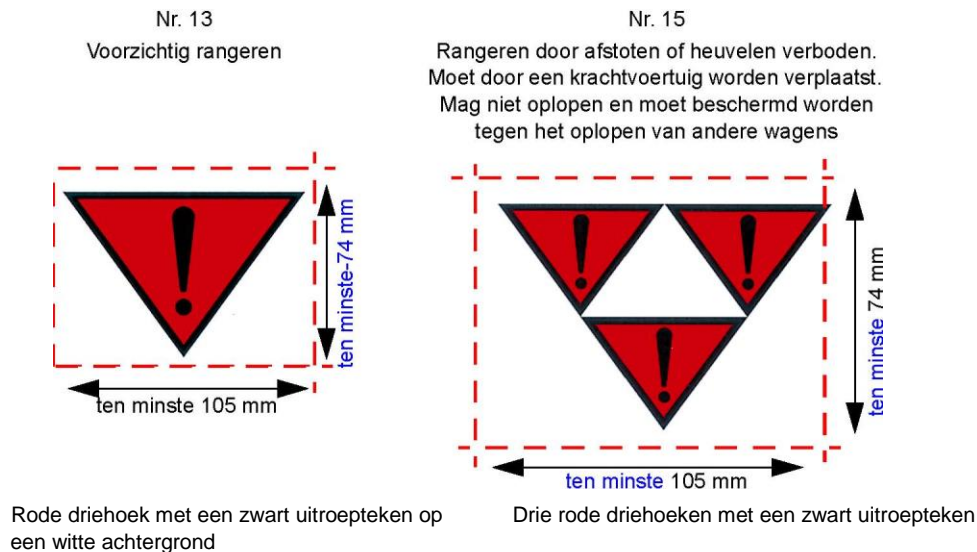 Nr. 13
Voorzichtig rangeren
ten minste-74 mm
ten minste 105 mm
Rode driehoek met een zwart uitroepteken op
een witte achtergrond
Nr. 15
Rangeren door afstoten of heuvelen verboden.
Moet door een krachtvoertuig worden verplaatst.
Mag niet oplopen en moet beschermd worden
tegen het oplopen van andere wagens
ten minste 74 mm
ten minste 105 mm
Drie rode driehoeken met een zwart uitroepteken